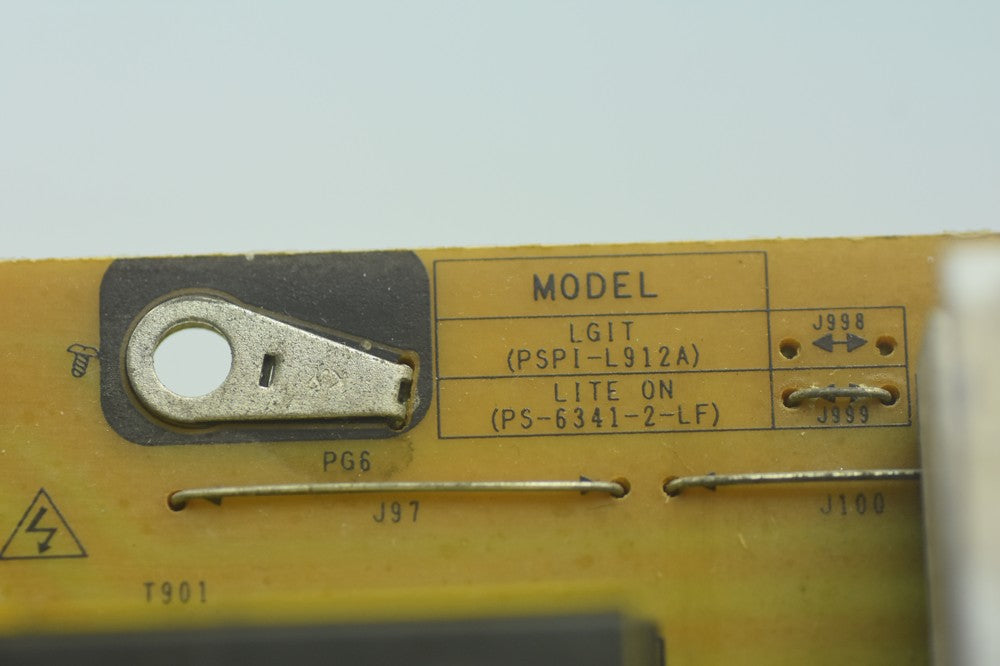 MODEL
LGIT
(PSPI-L912A)
J998
LITE ON
(PS-6341-2-LF)
J999
PG6
J97
J100
T901